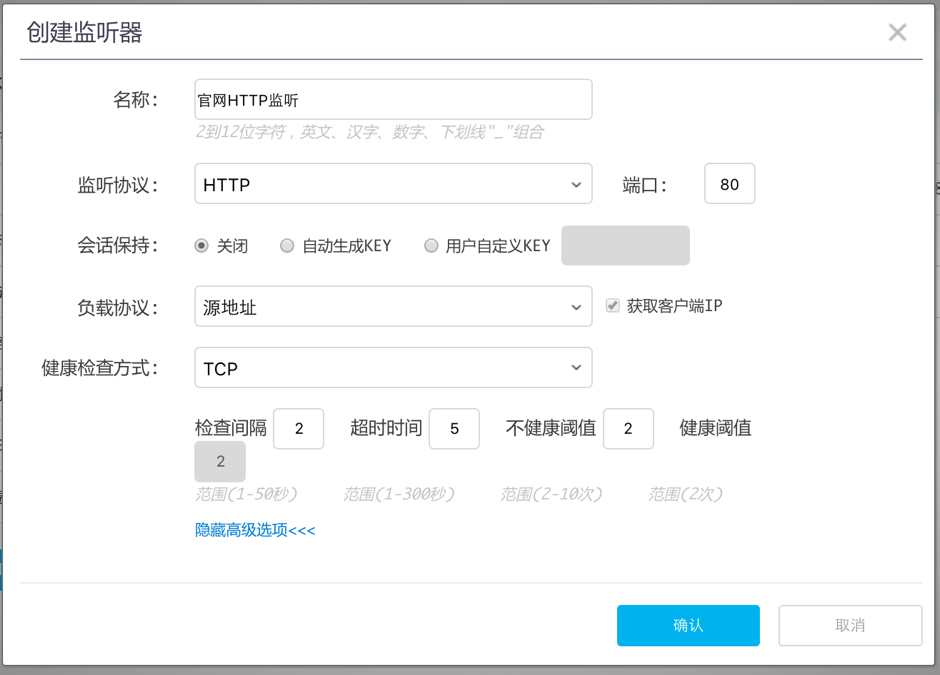 创建监听器
名称： 官网HTTP监听
2到12位字符，英文、汉字、数字、下划线"_"组合
监听协议： HTTP 端口： 80
会话保持： 关闭 自动生成KEY 用户自定义KEY
负载协议： 源地址 获取客户端IP
健康检查方式： TCP
检查间隔 2 超时时间 5 不健康阈值 2 健康阈值
2
范围(1-50秒) 范围(1-300秒) 范围(2-10次) 范围(2次)
隐藏高级选项<<<
确认 取消